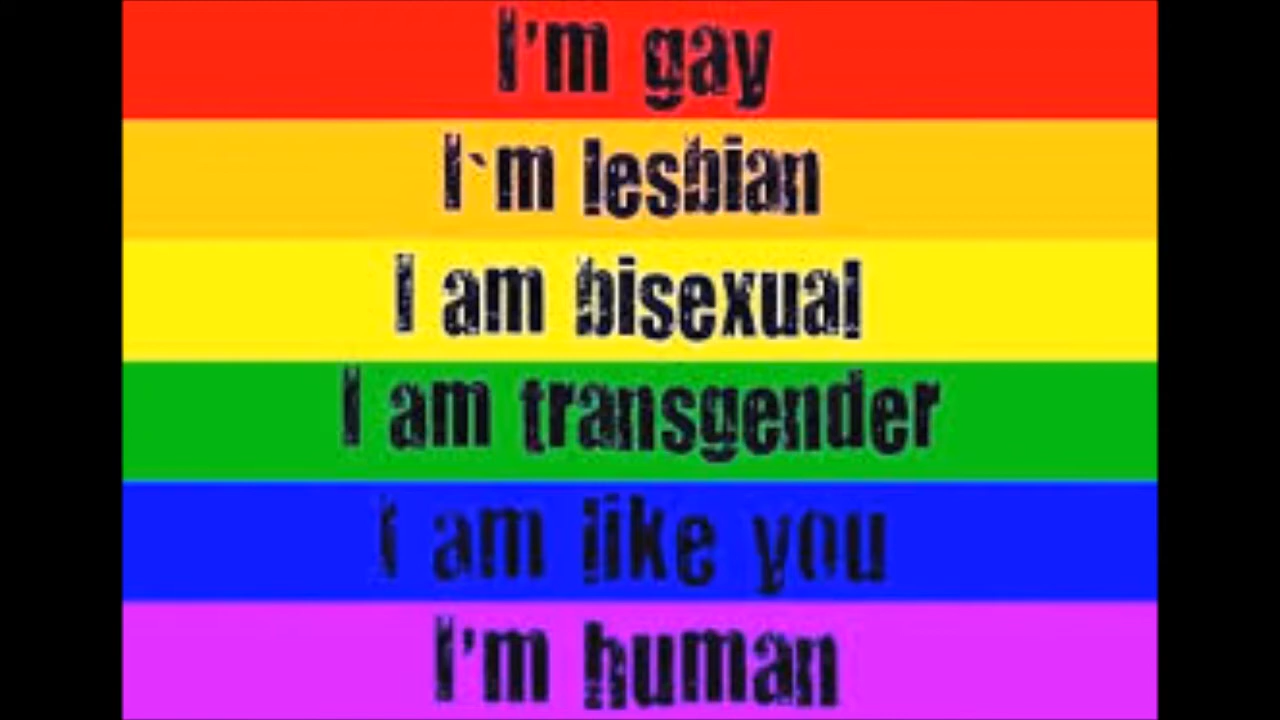 I'm gay
I`m lesbian
I am bisexual
I am transgender
I am like you
I'm human